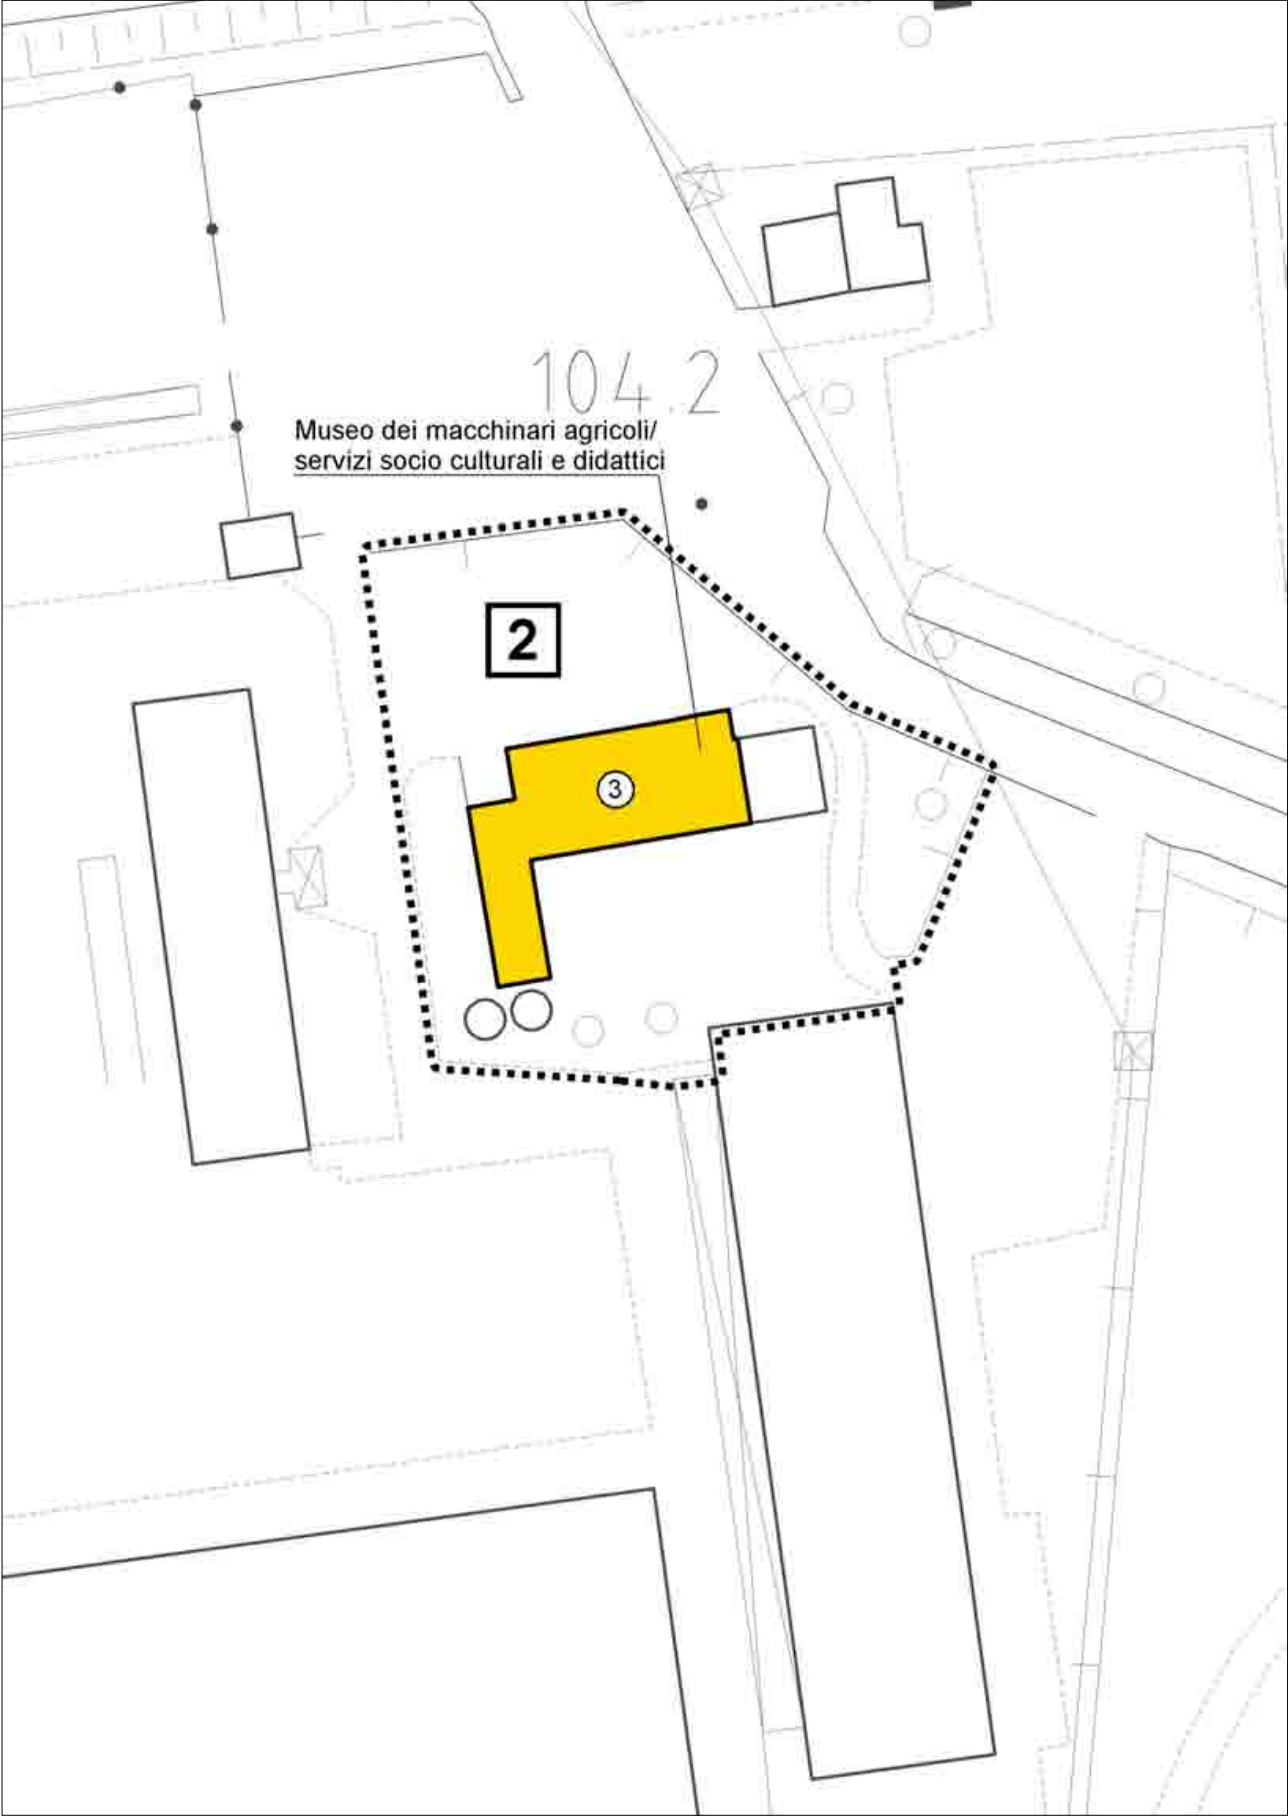 104.2
Museo dei macchinari agricoli/
servizi socio culturali e didattici
2
3